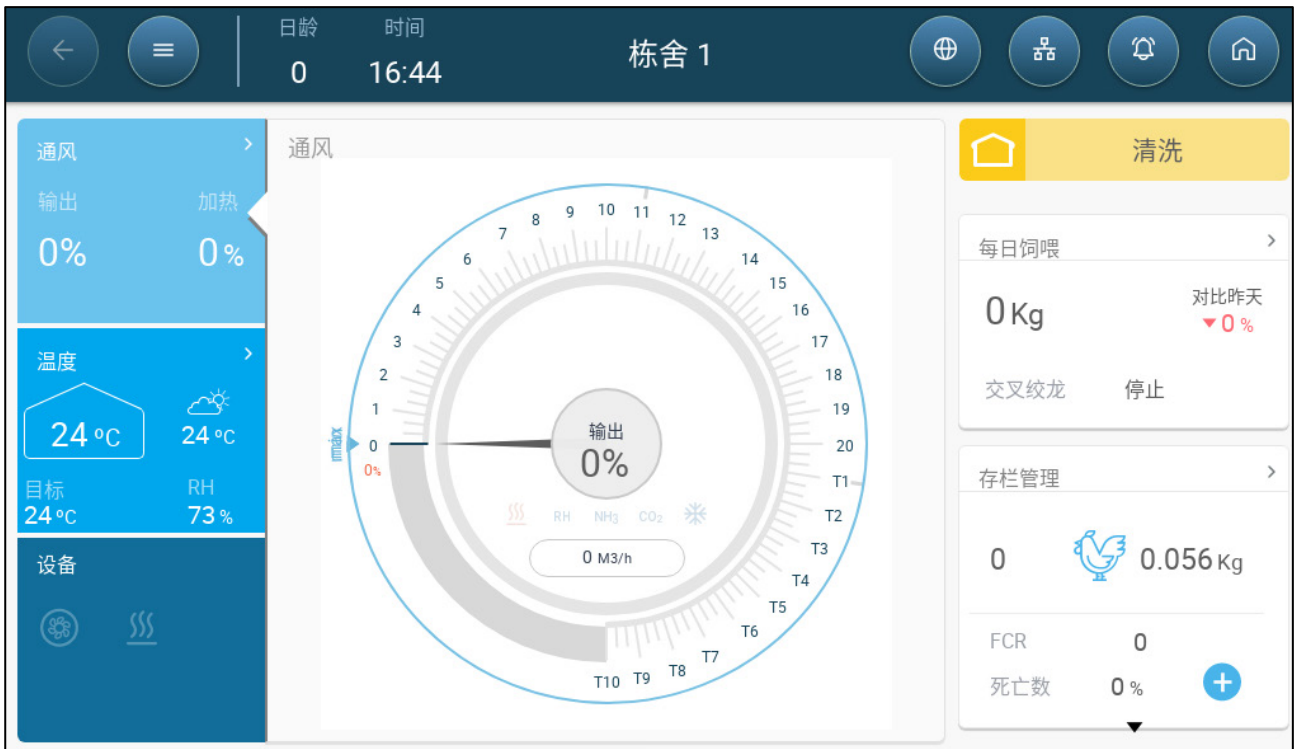 日龄 时间
0 16:44
栋舍 1
通风
输出 加热
0% 0 %
温度
24 ºC 24 ºC
目标 RH
24 ºC 73 %
设备
通风
0 1 2 3 4 5 6 7 8 9 10 11 12 13 14 15 16 17 18 19 20 T1 T2 T3 T4 T5 T6 T7 T8 T9 T10
0%
输出
0%
RH NH3 CO2
0 M3/h
清洗
每日饲喂
0 Kg
对比昨天
0 %
交叉绞龙 停止
存栏管理
0 0.056 Kg
FCR 0
死亡数 0 %